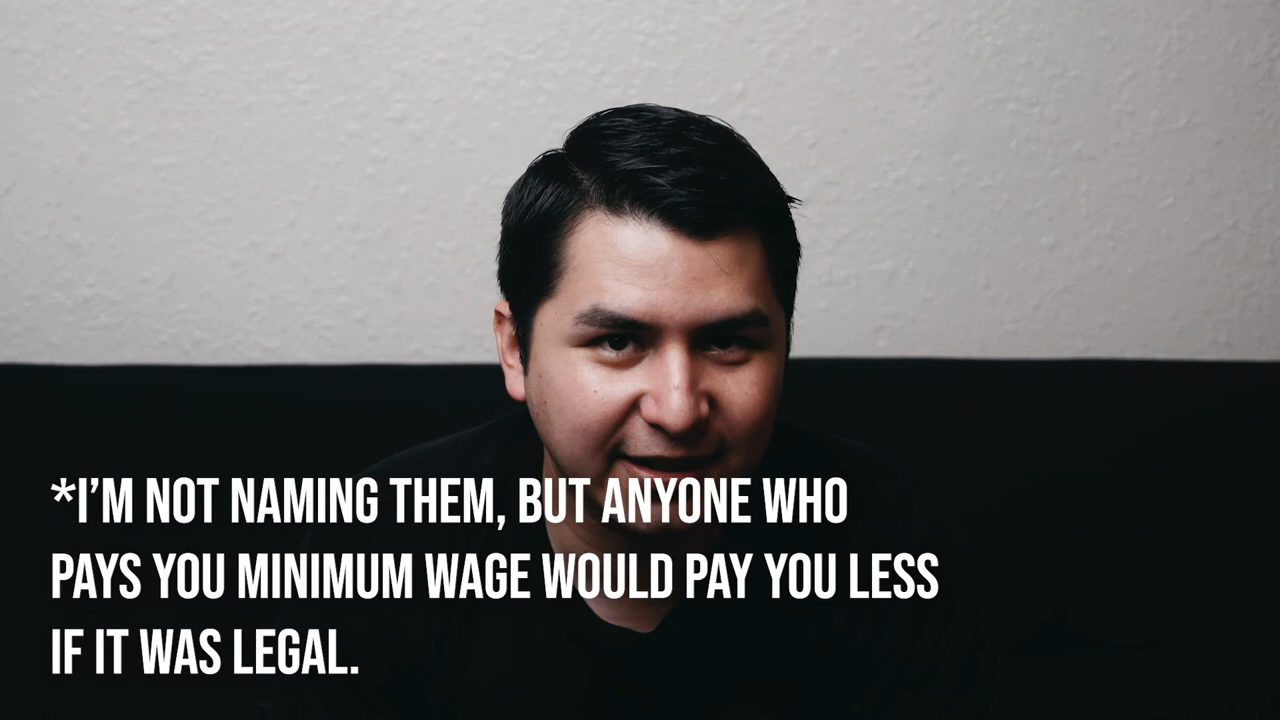 *I’M NOT NAMING THEM, BUT ANYONE WHO
PAYS YOU MINIMUM WAGE WOULD PAY YOU LESS
IF IT WAS LEGAL.